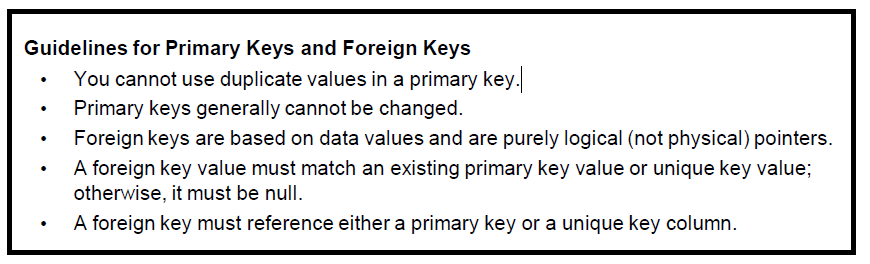 Guidelines for Primary Keys and Foreign Keys
• You cannot use duplicate values in a primary key.
• Primary keys generally cannot be changed.
• Foreign keys are based on data values and are purely logical (not physical) pointers.
• A foreign key value must match an existing primary key value or unique key value;
otherwise, it must be null.
• A foreign key must reference either a primary key or a unique key column.